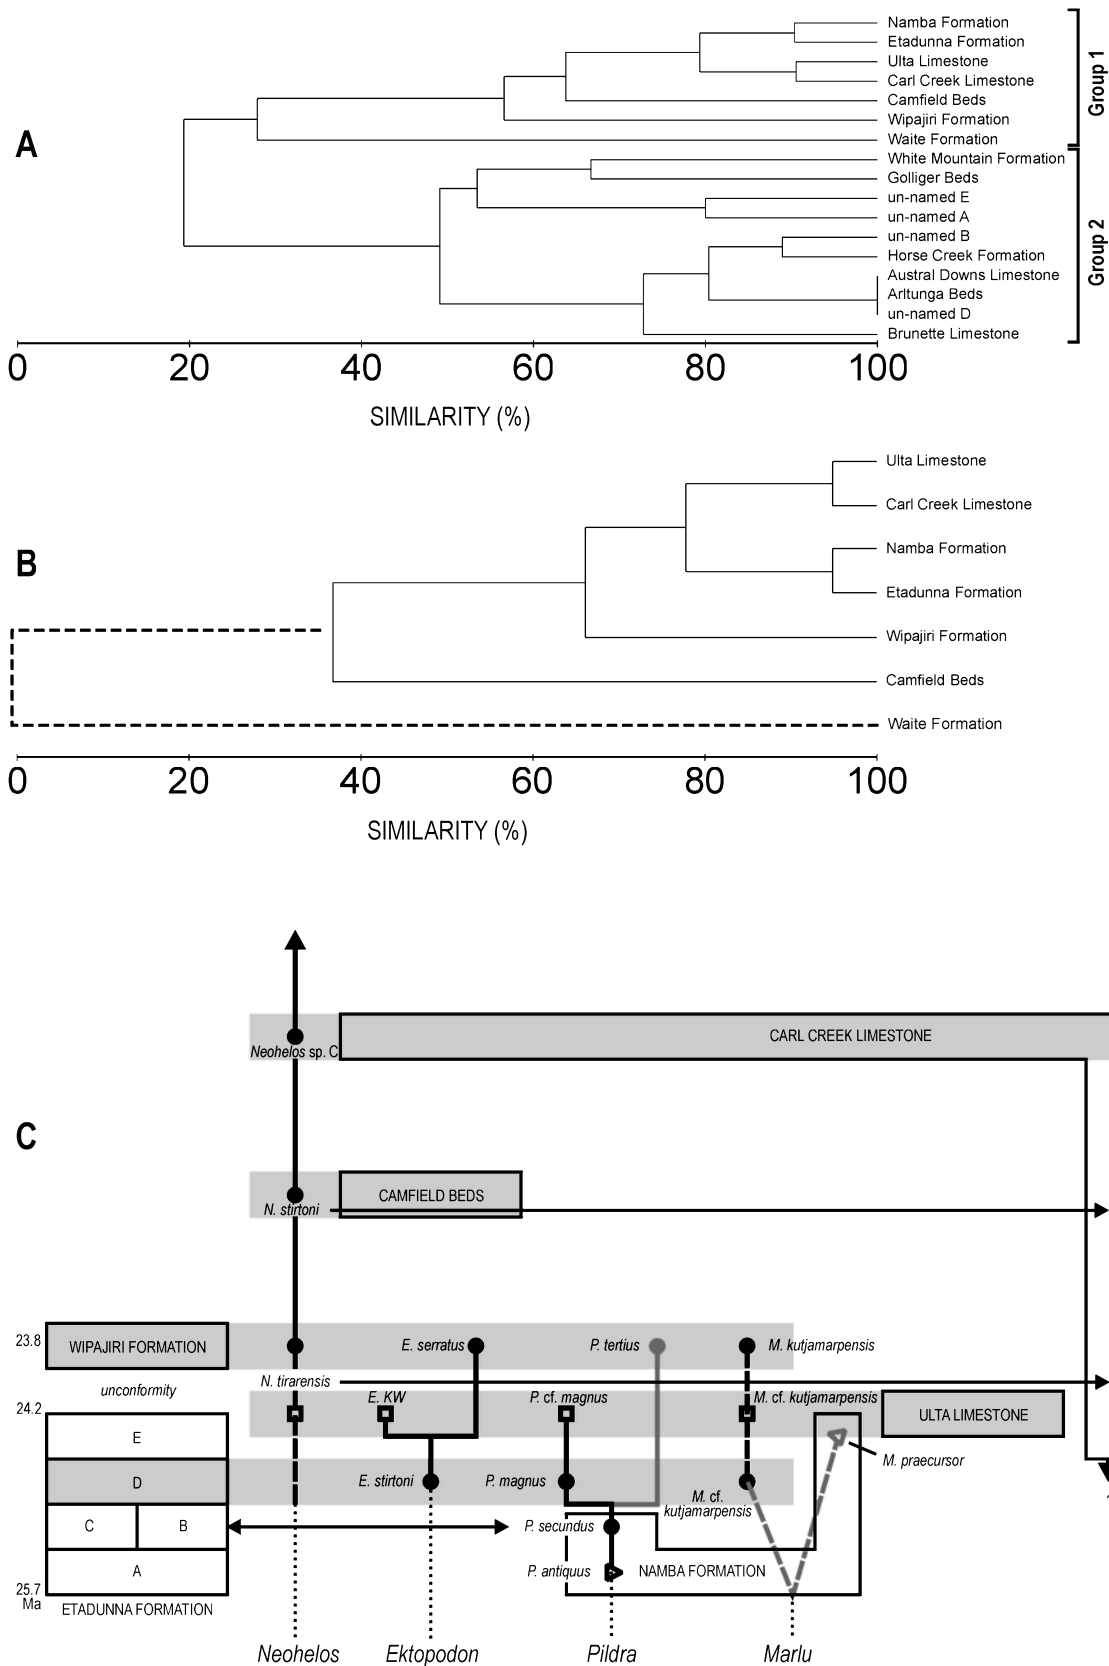 A
Namba Formation
Etadunna Formation
Ulta Limestone
Carl Creek Limestone
Camfield Beds
Wipajiri Formation
Waite Formation
White Mountain Formation
Golliger Beds
un-named E
un-named A
un-named B
Horse Creek Formation
Austral Downs Limestone
Arltunga Beds
un-named D
Brunette Limestone
Group 1
Group 2
0 20 40 60 80 100
SIMILARITY (%)
B
Ulta Limestone
Carl Creek Limestone
Namba Formation
Etadunna Formation
Wipajiri Formation
Camfield Beds
Waite Formation
0 20 40 60 80 100
SIMILARITY (%)
C
CARL CREEK LIMESTONE
Neohelos sp. C
CAMFIELD BEDS
N. stirtoni
23.8
WIPAJIRI FORMATION
E. serratus
P. tertius
M. kutjamarpensis
unconformity
N. tirarensis
E. KW
P. cf. magnus
M. cf. kutjamarpensis
24.2
ULTA LIMESTONE
E
M. praecursor
D
E. stirtoni
P. magnus
M. cf.
kutjamarpensis
C
B
P. secundus
A
P. antiquus
NAMBA FORMATION
25.7
Ma
ETADUNNA FORMATION
Neohelos
Ektopodon
Pildra
Marlu